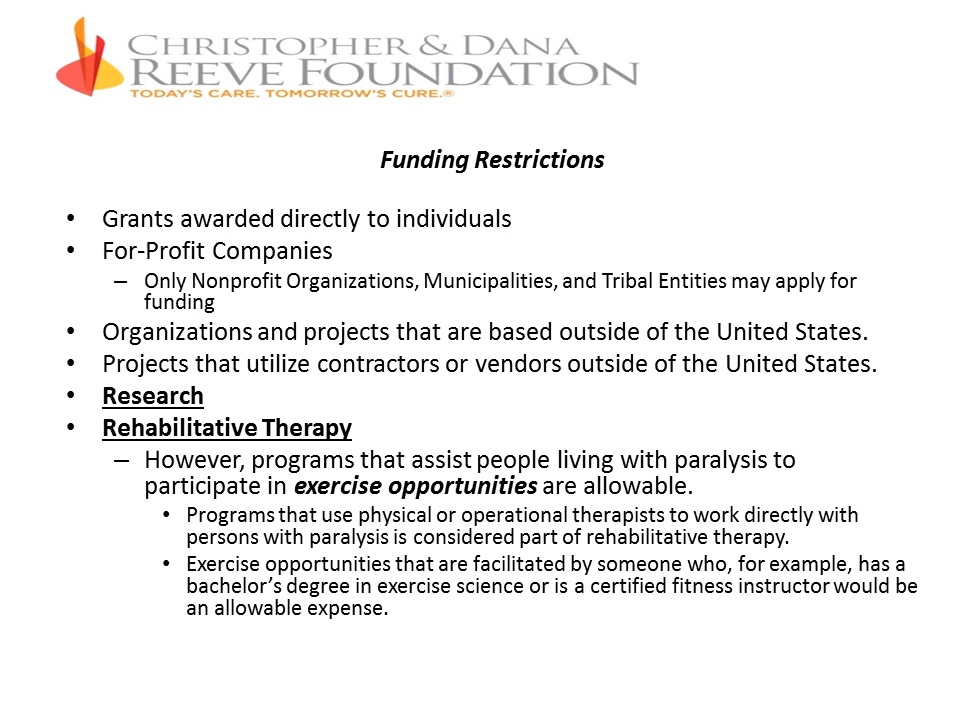 CHRISTOPHER & DANA
REEVE FOUNDATION
TODAY'S CARE. TOMORROW'S CURE.®
Funding Restrictions
• Grants awarded directly to individuals
• For-Profit Companies
– Only Nonprofit Organizations, Municipalities, and Tribal Entities may apply for
funding
• Organizations and projects that are based outside of the United States.
• Projects that utilize contractors or vendors outside of the United States.
• Research
• Rehabilitative Therapy
– However, programs that assist people living with paralysis to
participate in exercise opportunities are allowable.
• Programs that use physical or operational therapists to work directly with
persons with paralysis is considered part of rehabilitative therapy.
• Exercise opportunities that are facilitated by someone who, for example, has a
bachelor's degree in exercise science or is a certified fitness instructor would be
an allowable expense.